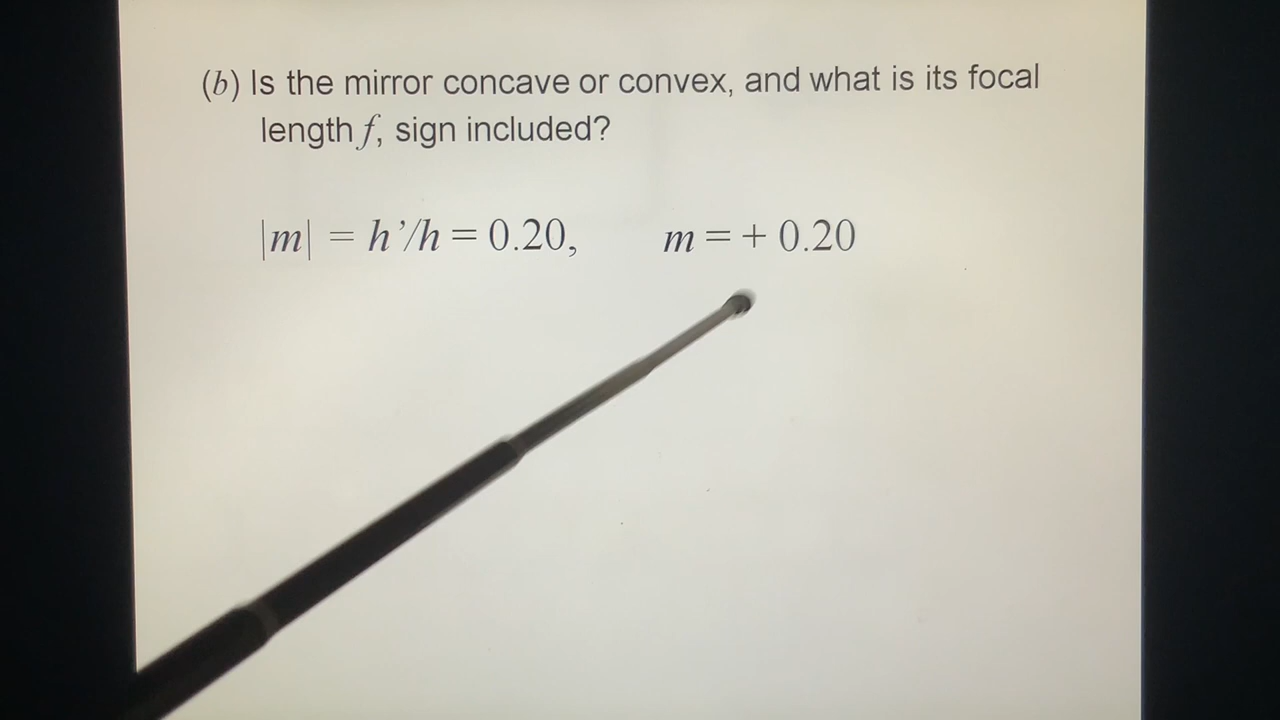 (b) Is the mirror concave or convex, and what is its focal
length f, sign included?
|m| = h’/h = 0.20, m = + 0.20